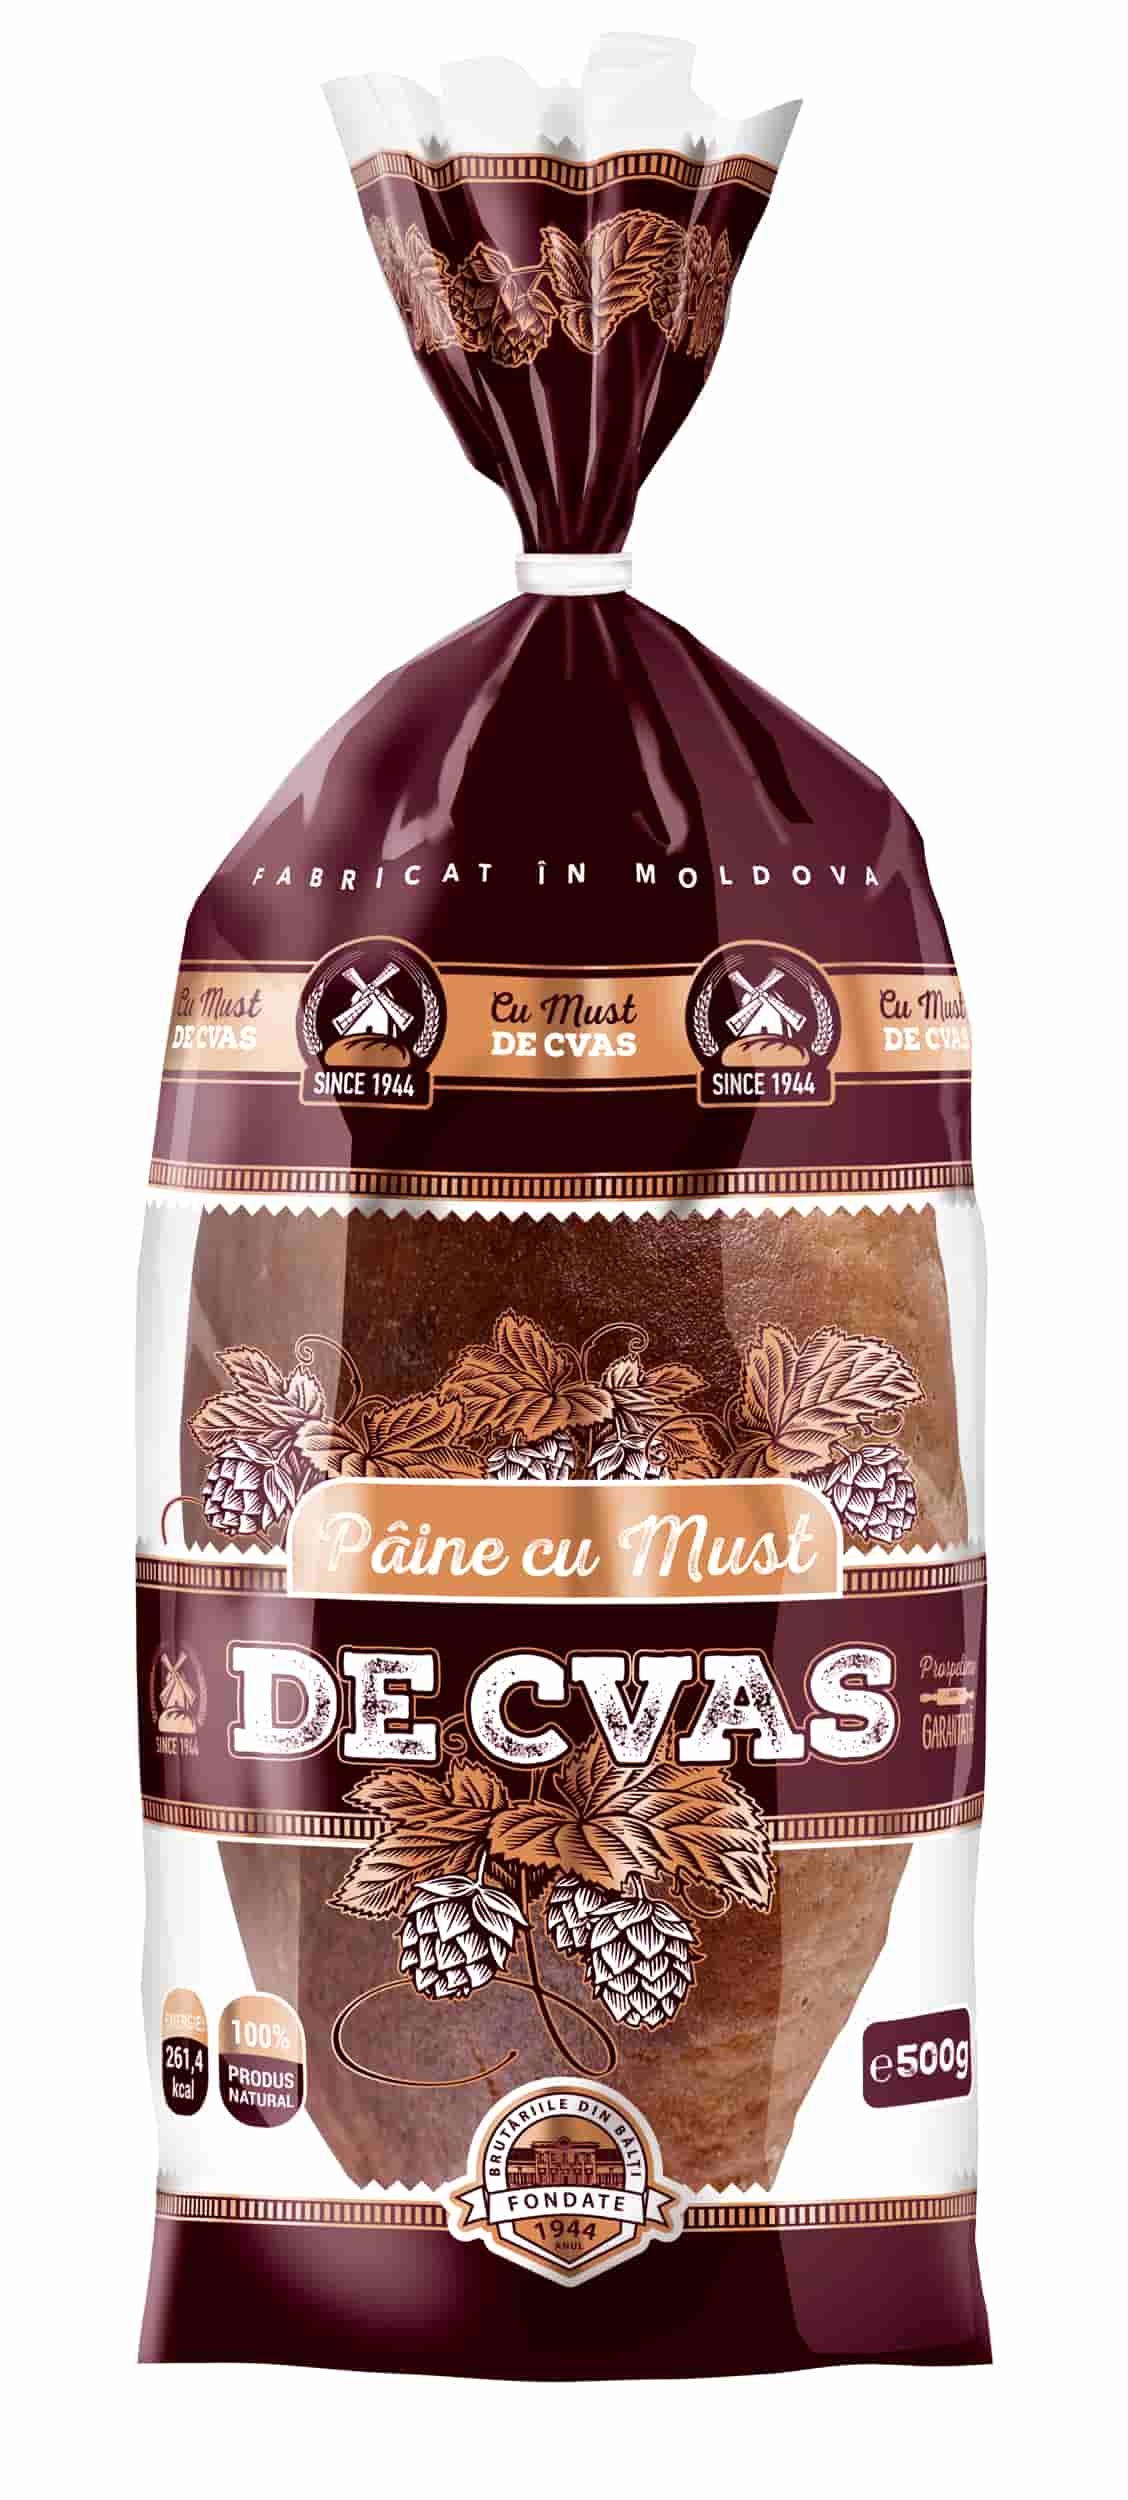 FABRICAT ÎN MOLDOVA
Cu Must
DE CVAS
SINCE 1944
Cu Must
DE CVAS
SINCE 1944
Cu Must
DE CVAS
Pâine cu Must
DE CVAS
SINCE 1944
GARANTATĂ
ENERGIE:
261,4
kcal
100%
PRODUS
NATURAL
e500g
BRUTĂRIILE DIN BĂLȚI
FONDATE
1944
ANUL